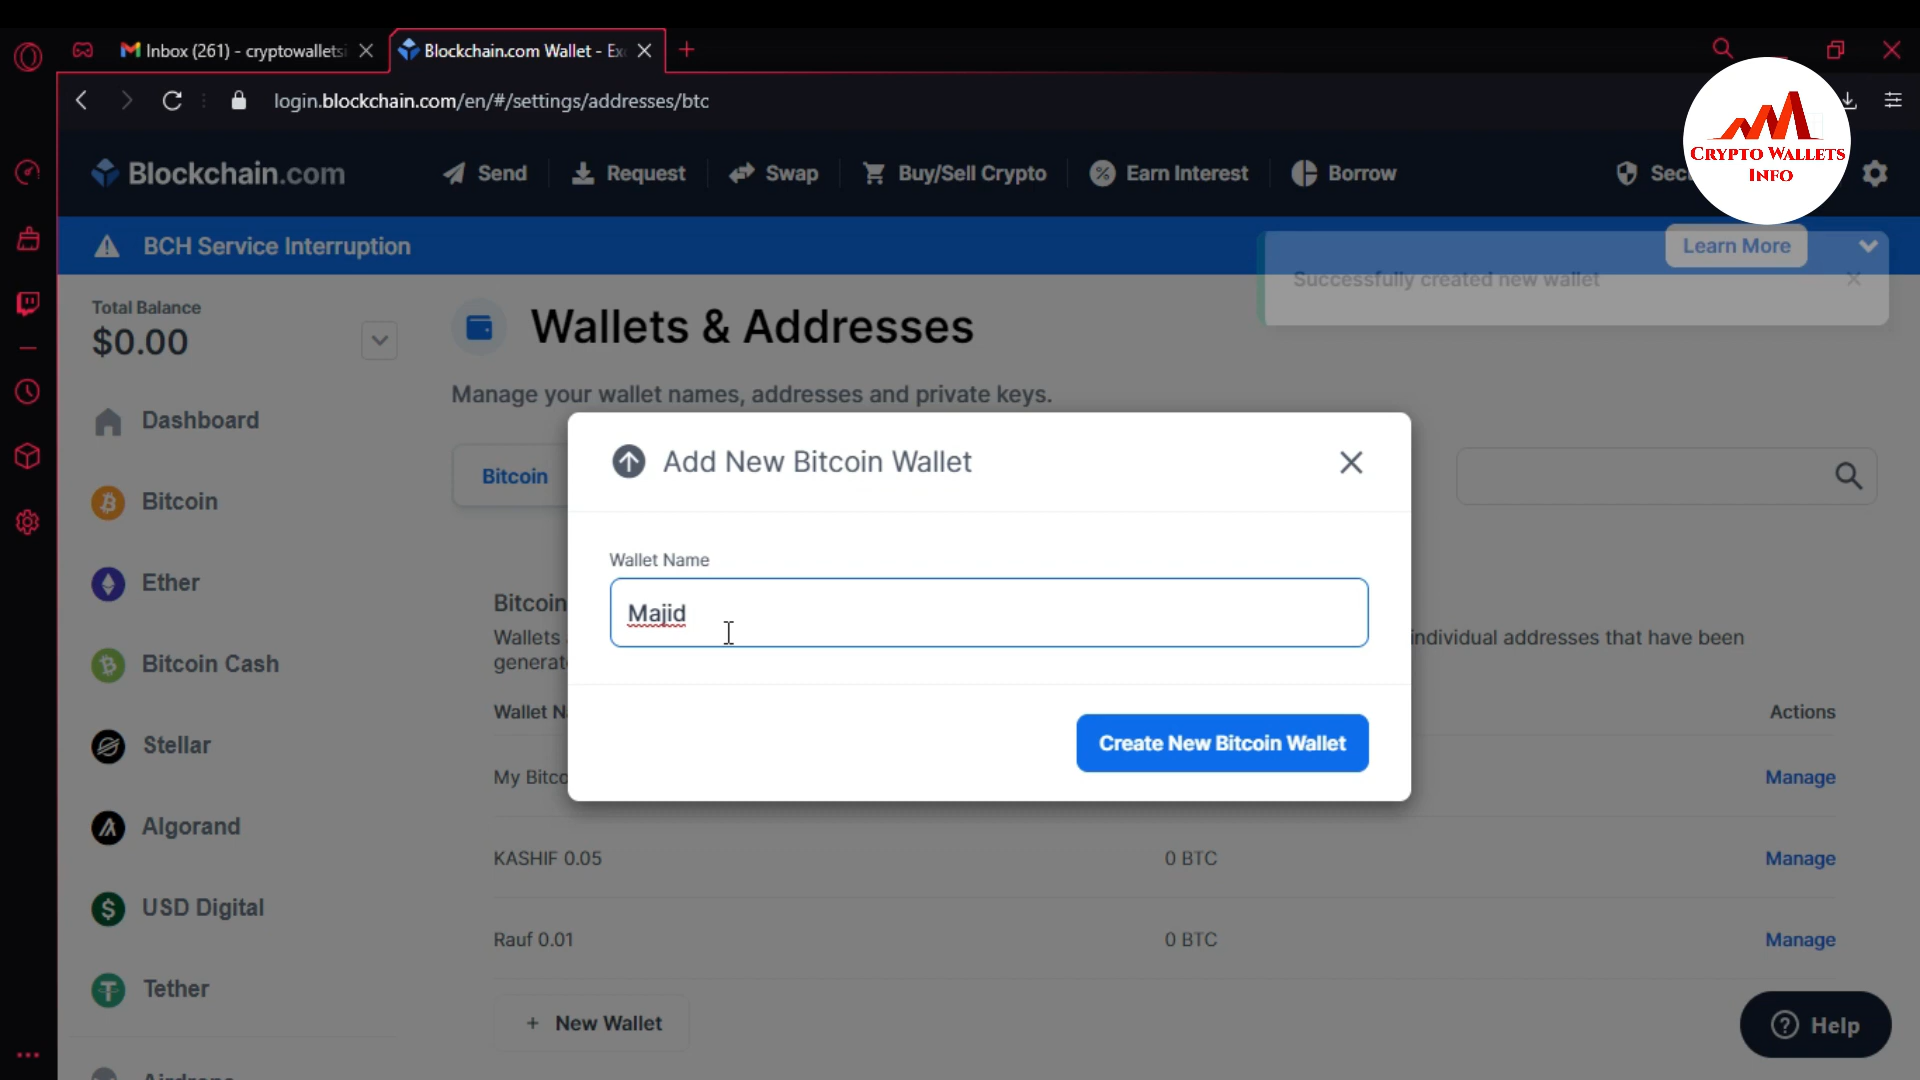 Inbox (261) - cryptowallets
Blockchain.com Wallet - Ex
login.blockchain.com/en/#/settings/addresses/btc
CRYPTO WALLETS
INFO
Blockchain.com
Send
Request
Swap
Buy/Sell Crypto
Earn Interest
Borrow
Sec
BCH Service Interruption
Learn More
Successfully created new wallet
Total Balance
$0.00
Wallets & Addresses
Manage your wallet names, addresses and private keys.
Dashboard
Bitcoin
Ether
Bitcoin Cash
Stellar
Algorand
USD Digital
Tether
Airdrops
Bitcoin
Add New Bitcoin Wallet
Wallet Name
Majid
Create New Bitcoin Wallet
Bitcoin
Wallets individual addresses that have been
generat
Wallet N Actions
My Bitco Manage
KASHIF 0.05 0 BTC Manage
Rauf 0.01 0 BTC Manage
+ New Wallet
Help